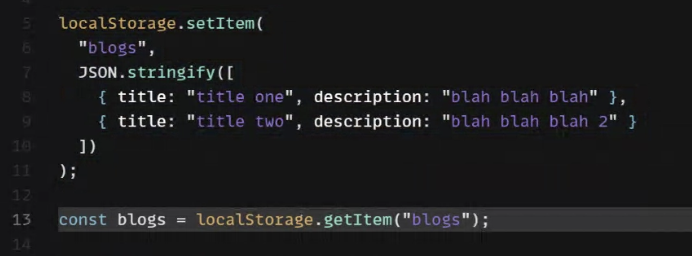 5 localStorage.setItem(
6   "blogs",
7   JSON.stringify([
8     { title: "title one", description: "blah blah blah" },
9     { title: "title two", description: "blah blah blah 2" }
10   ])
11 );
12
13 const blogs = localStorage.getItem("blogs");
14